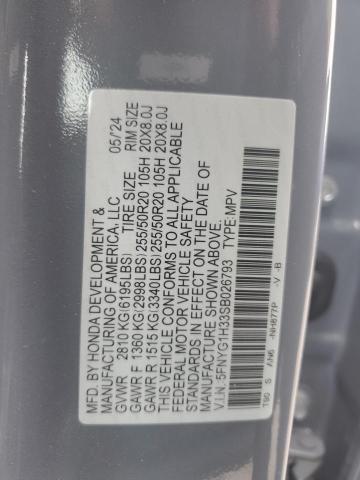 MFD. BY HONDA DEVELOPMENT &
MANUFACTURING OF AMERICA, LLC 05/24
GVWR 2810 KG(6195LBS) TIRE SIZE RIM SIZE
GAWR F 1360 KG(2998LBS)255/50R20 105H 20X8.0J
GAWR R 1515 KG(3340LBS)255/50R20 105H 20X8.0J
THIS VEHICLE CONFORMS TO ALL APPLICABLE
FEDERAL MOTOR VEHICLE SAFETY
STANDARDS IN EFFECT ON THE DATE OF
MANUFACTURE SHOWN ABOVE.
V.I.N: 5FNYG1H33SB026793 TYPE:MPV
T90 S AN6 -NH877P -V -B